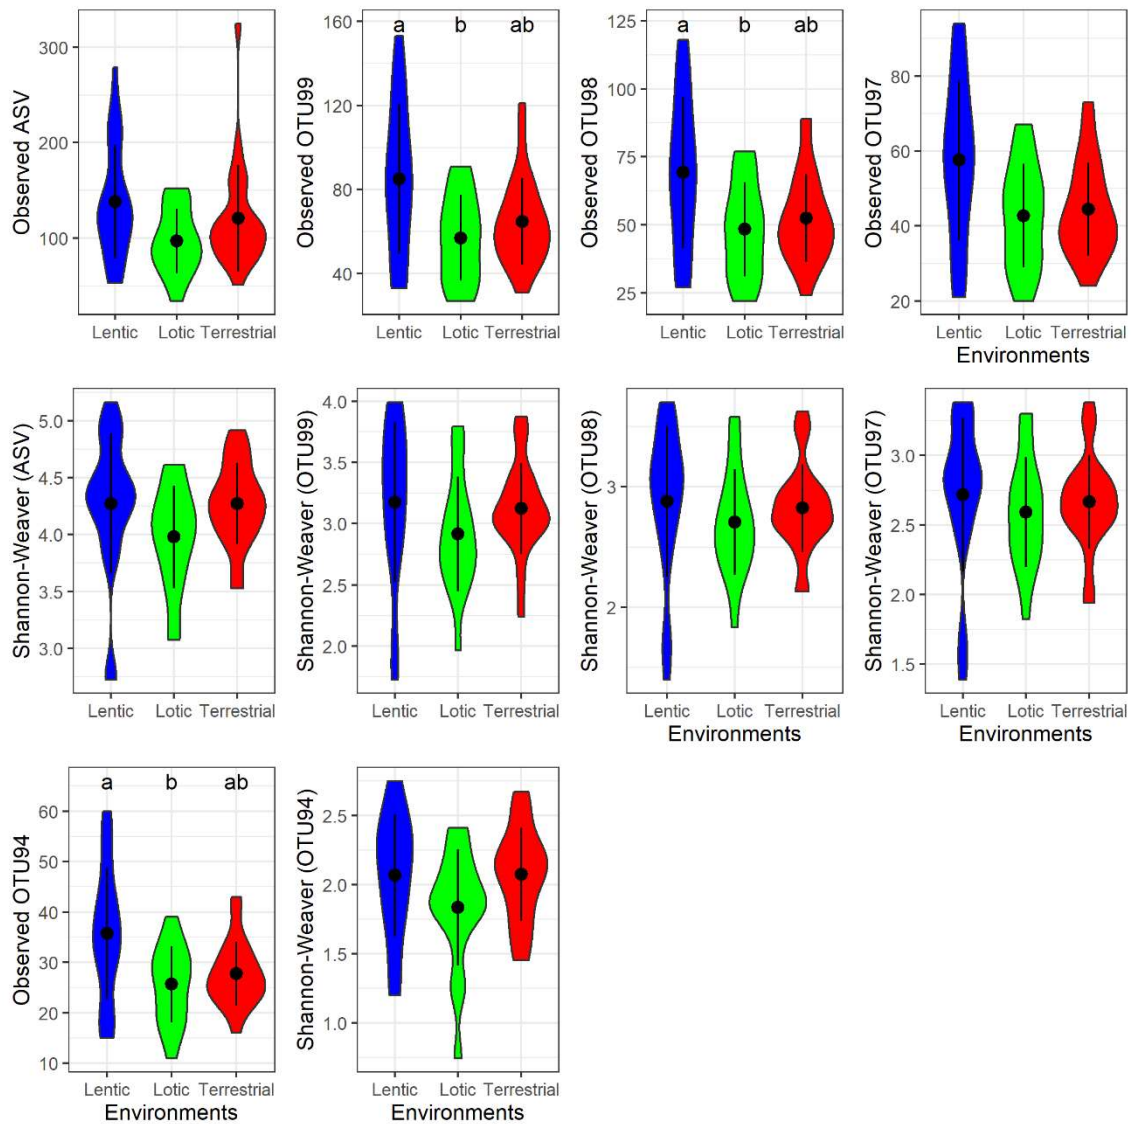 Observed ASV
300
200
100
Lentic Lotic Terrestrial
Observed OTU99
160
120
80
40
a b ab
Lentic Lotic Terrestrial
Observed OTU98
125
100
75
50
25
a b ab
Lentic Lotic Terrestrial
Observed OTU97
80
60
40
20
Lentic Lotic Terrestrial
Environments
Shannon-Weaver (ASV)
5.0
4.5
4.0
3.5
3.0
Lentic Lotic Terrestrial
Shannon-Weaver (OTU99)
4.0
3.5
3.0
2.5
2.0
Lentic Lotic Terrestrial
Shannon-Weaver (OTU98)
3
2
Lentic Lotic Terrestrial
Environments
Shannon-Weaver (OTU97)
3.0
2.5
2.0
1.5
Lentic Lotic Terrestrial
Environments
Observed OTU94
60
50
40
30
20
10
a b ab
Lentic Lotic Terrestrial
Environments
Shannon-Weaver (OTU94)
2.5
2.0
1.5
1.0
Lentic Lotic Terrestrial
Environments